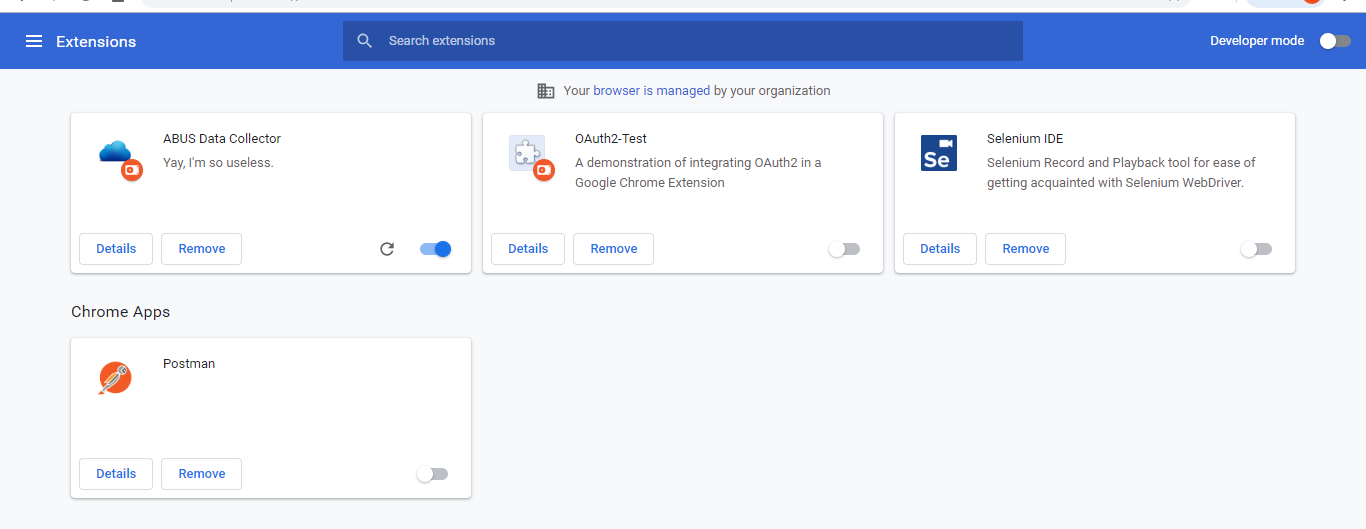 Extensions
Search extensions
Developer mode
Your browser is managed by your organization
ABUS Data Collector
Yay, I'm so useless.
Details
Remove
OAuth2-Test
A demonstration of integrating OAuth2 in a
Google Chrome Extension
Details
Remove
Se
Selenium IDE
Selenium Record and Playback tool for ease of
getting acquainted with Selenium WebDriver.
Details
Remove
Chrome Apps
Postman
Details
Remove